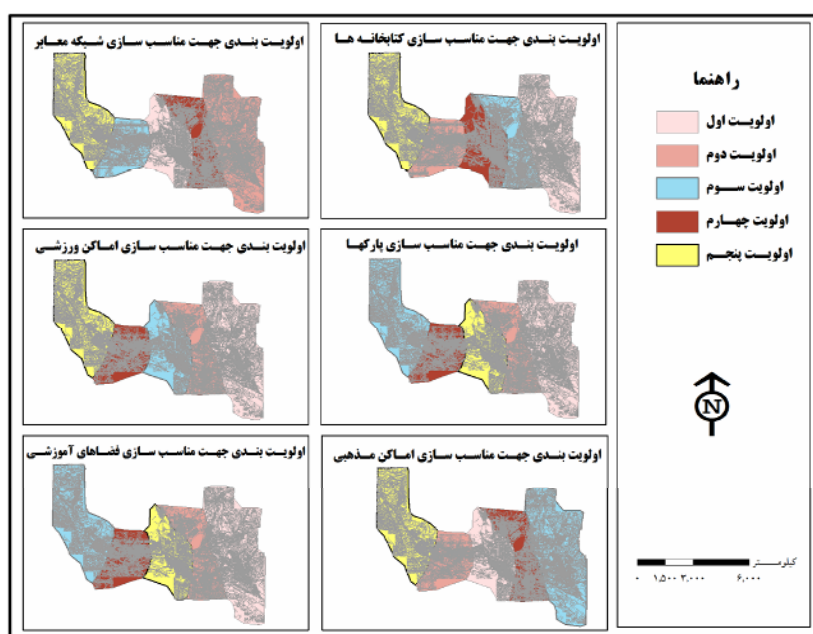 اولویت بندی جهت مناسب سازی کتابخانه ها
اولویت بندی جهت مناسب سازی شبکه معابر
راهنما
اولویت اول
اولویت دوم
اولویت سوم
اولویت چهارم
اولویت پنجم
اولویت بندی جهت مناسب سازی پارکها
اولویت بندی جهت مناسب سازی اماکن ورزشی
N
اولویت بندی جهت مناسب سازی اماکن مذهبی
اولویت بندی جهت مناسب سازی فضاهای آموزشی
کیلومتر
۰ ۱,۵۰۰ ۳,۰۰۰ ۶,۰۰۰